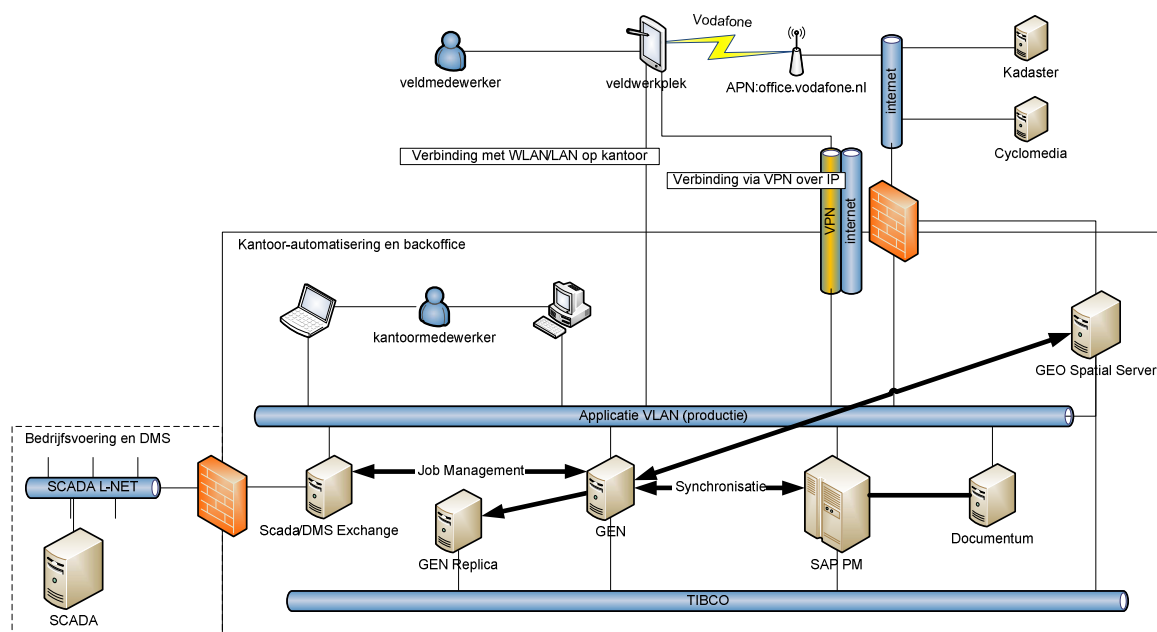 Vodafone
veldmedewerker
veldwerkplek
APN:office.vodafone.nl
internet
Kadaster
Cyclomedia
Verbinding met WLAN/LAN op kantoor
Verbinding via VPN over IP
VPN
internet
Kantoor-automatisering en backoffice
kantoormedewerker
GEO Spatial Server
Applicatie VLAN (productie)
Bedrijfsvoering en DMS
SCADA L-NET
Job Management
Synchronisatie
Scada/DMS Exchange
GEN
GEN Replica
SAP PM
Documentum
TIBCO
SCADA